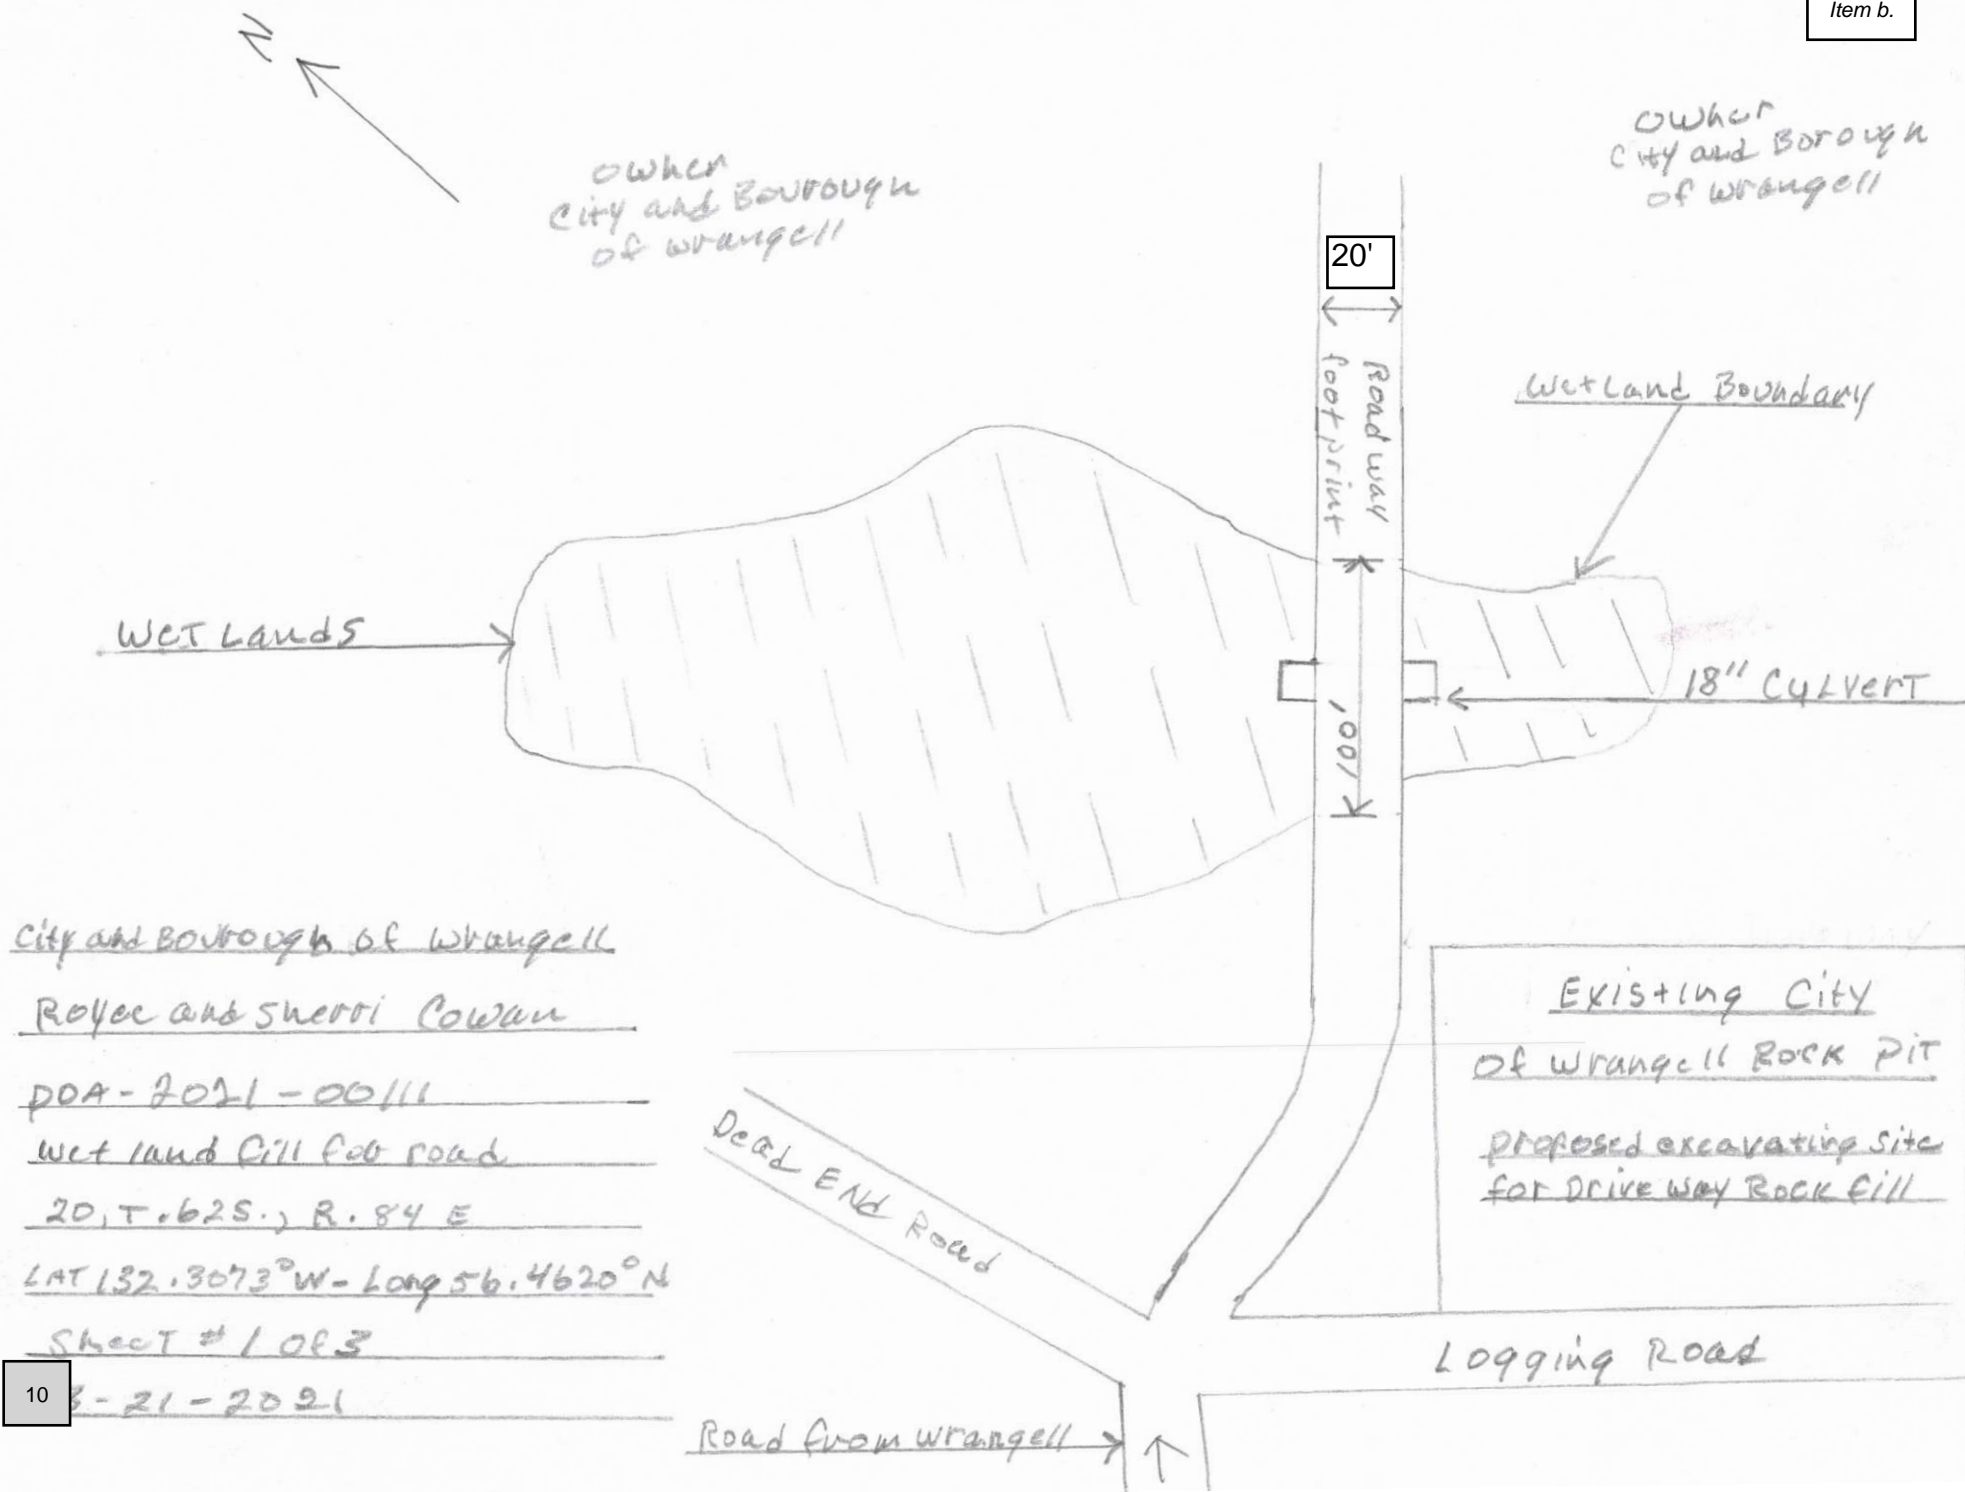 Item b.
N
owner
City and Bourough
of wrangell
owner
City and Borough
of wrangell
20'
Road way
foot print
Wetland Boundary
WeTLands
18" CuLverT
100'
City and Bourough of Wrangell
Royce and Sherri Cowan
POA-2021-00111
wet land fill for road
20, T.62S., R.84 E
LAT 132.3073°W-Long 56.4620°N
SheeT # 1 of 3
10
3-21-2021
Dead END Road
Existing City
Of Wrangell Rock PiT
proposed excavating Site
for Drive way Rock fill
Logging Road
Road from wrangell